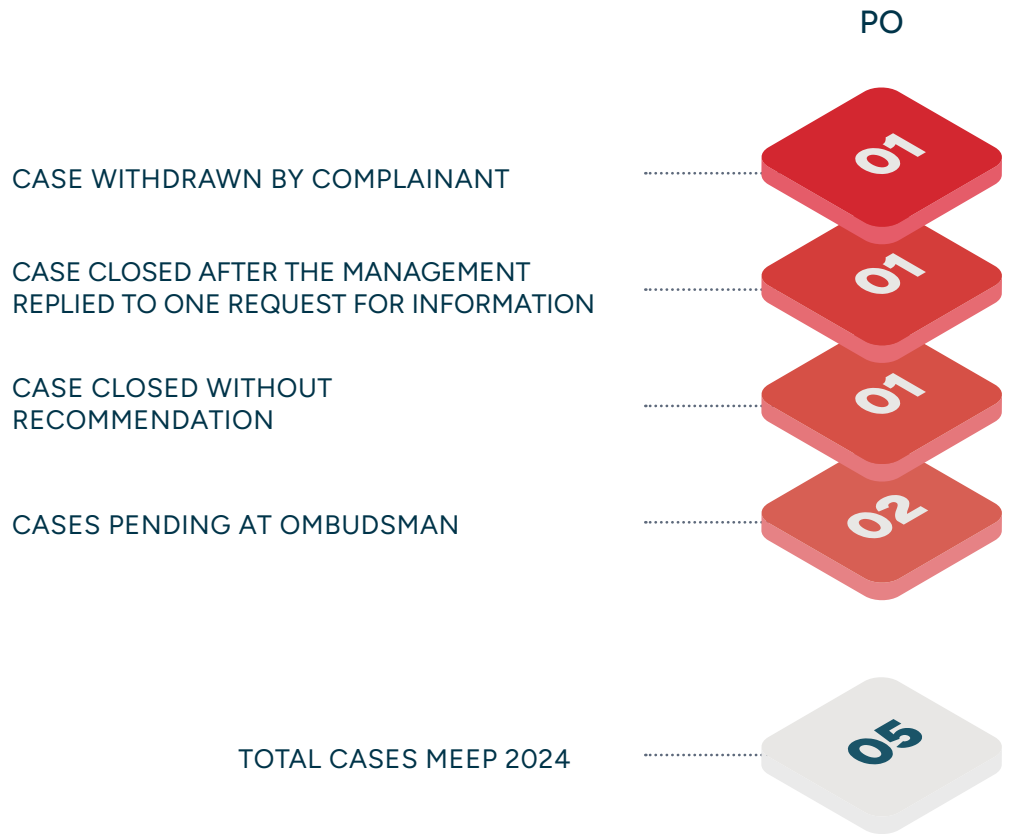 PO
CASE WITHDRAWN BY COMPLAINANT
01
CASE CLOSED AFTER THE MANAGEMENT
REPLIED TO ONE REQUEST FOR INFORMATION
01
CASE CLOSED WITHOUT
RECOMMENDATION
01
CASES PENDING AT OMBUDSMAN
02
TOTAL CASES MEEP 2024
05